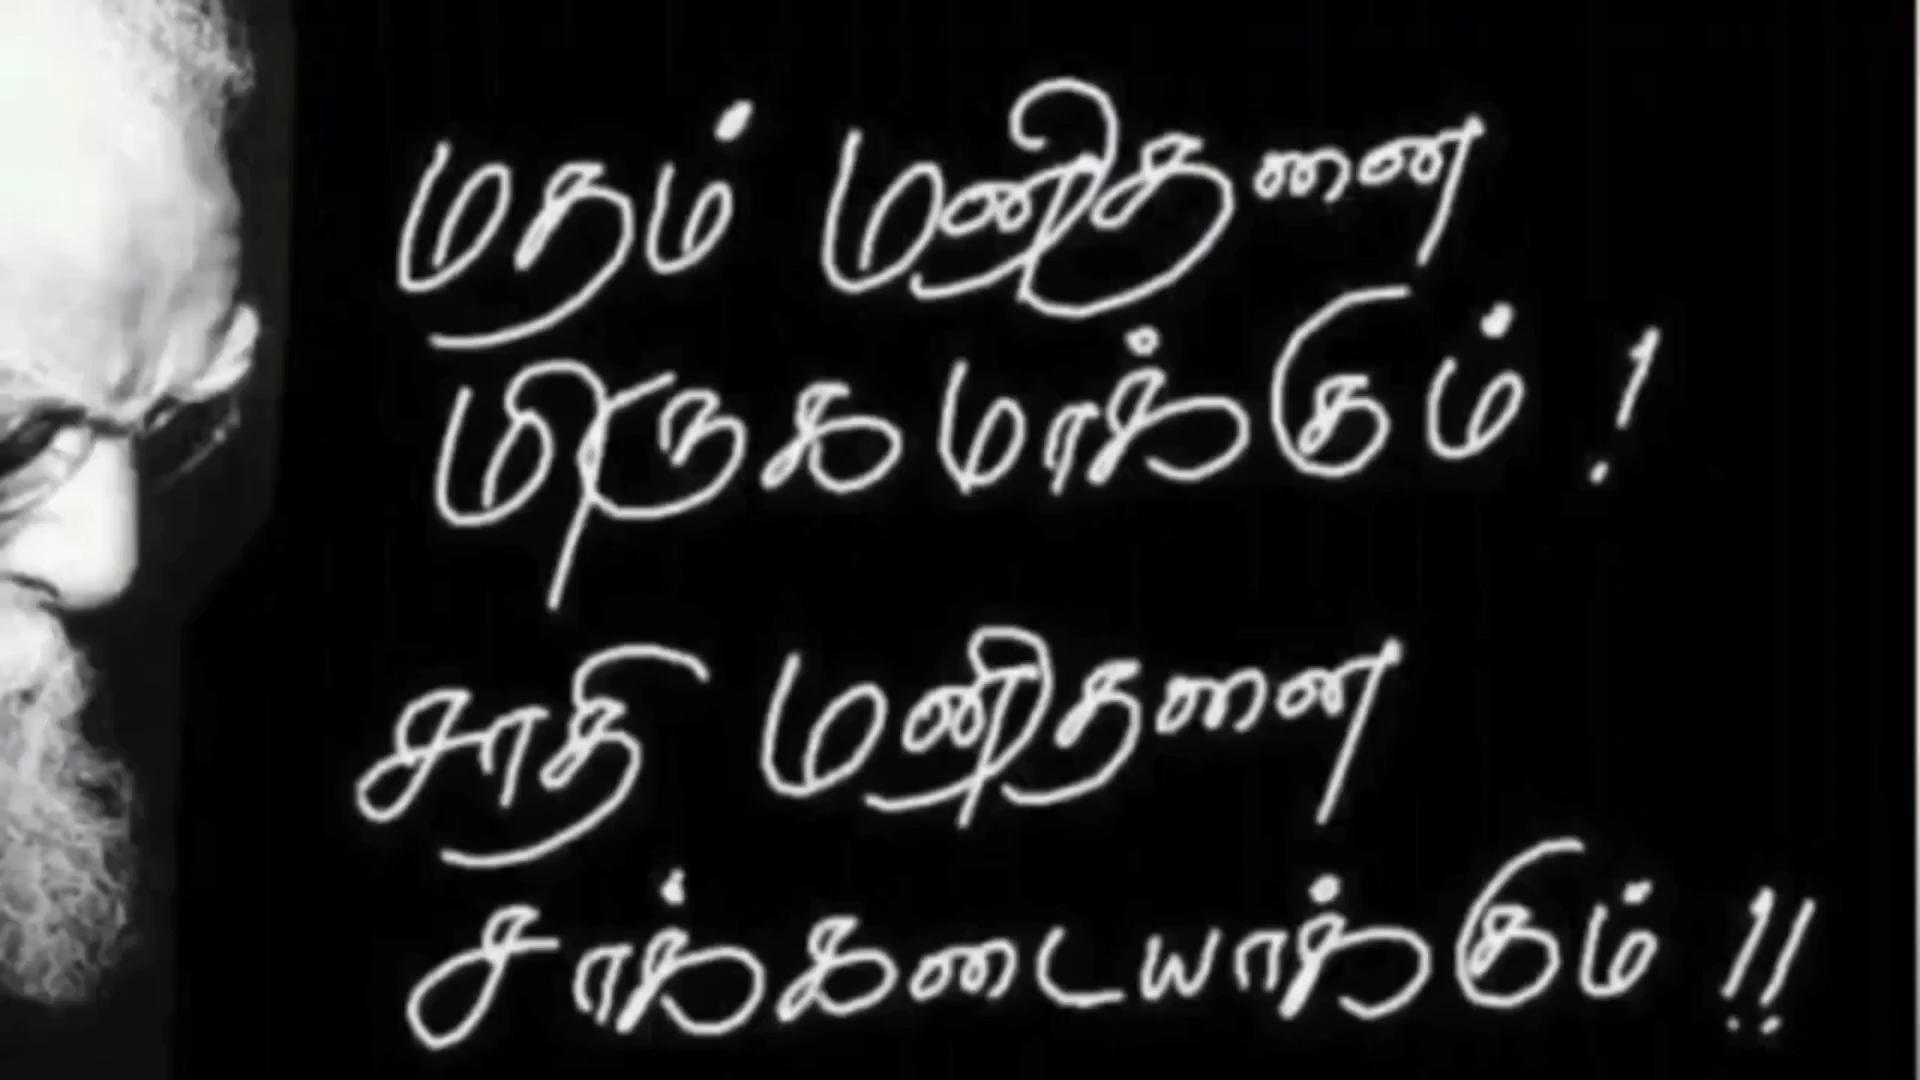 மதம் மனிதனை
மிருகமாக்கும் !
சாதி மனிதனை
சாக்கடையாக்கும் !!